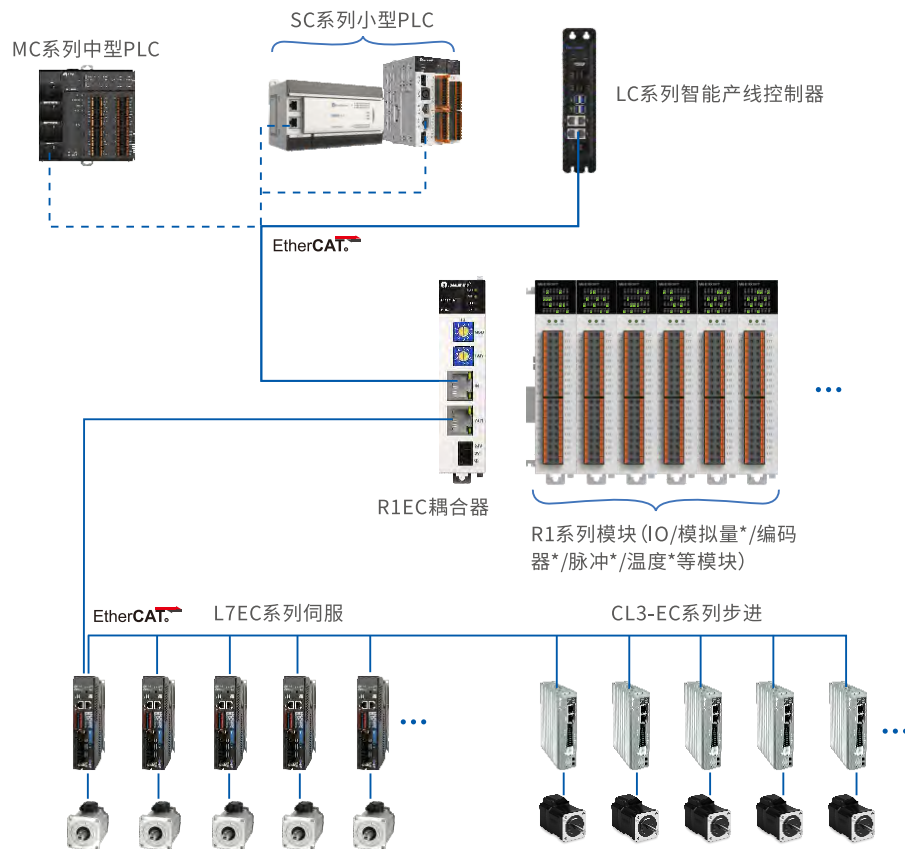 SC系列小型PLC
MC系列中型PLC
LC系列智能产线控制器
EtherCAT
IN
OUT
R1EC耦合器
R1系列模块(IO/模拟量*/编码
器*/脉冲*/温度*等模块)
EtherCAT
L7EC系列伺服
CL3-EC系列步进